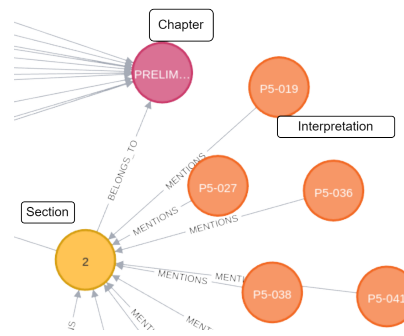 Chapter
PRELIM...
P5-019
Interpretation
BELONGS_TO
MENTIONS
P5-027
P5-036
MENTIONS
Section
MENTIONS
2
MENTIONS
P5-038
P5-041